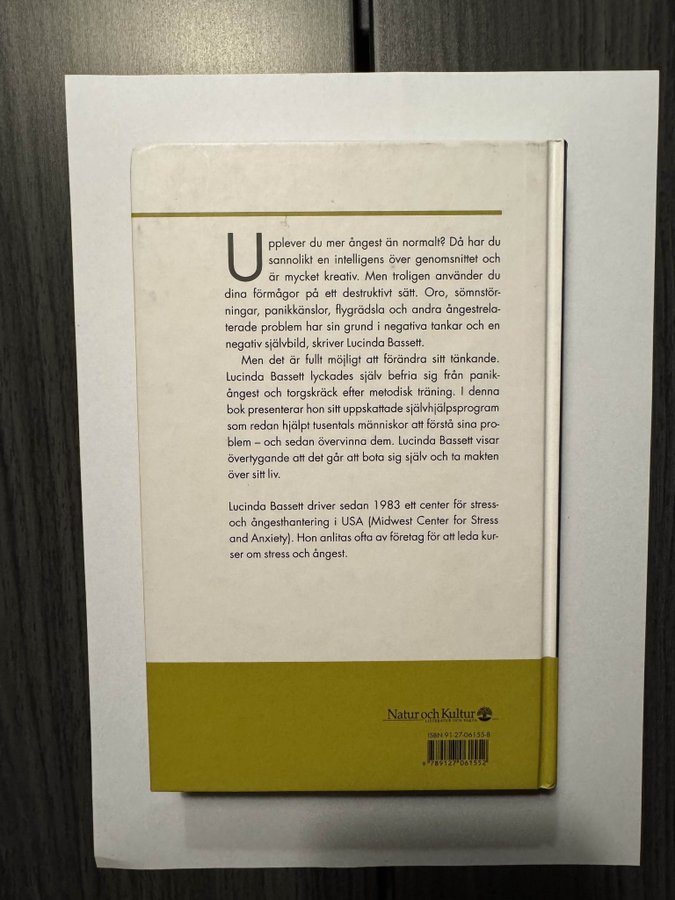 Upplever du mer ångest än normalt? Då har du
sannolikt en intelligens över genomsnittet och
är mycket kreativ. Men troligen använder du
dina förmågor på ett destruktivt sätt. Oro, sömnstör-
ningar, panikkänslor, flygrädsla och andra ångestrela-
terade problem har sin grund i negativa tankar och en
negativ självbild, skriver Lucinda Bassett.
Men det är fullt möjligt att förändra sitt tänkande.
Lucinda Bassett lyckades själv befria sig från panik-
ångest och torgskräck efter metodisk träning. I denna
bok presenterar hon sitt uppskattade självhjälpsprogram
som redan hjälpt tusentals människor att förstå sina pro-
blem – och sedan övervinna dem. Lucinda Bassett visar
övertygande att det går att bota sig själv och ta makten
över sitt liv.
Lucinda Bassett driver sedan 1983 ett center för stress-
och ångesthantering i USA (Midwest Center for Stress
and Anxiety). Hon anlitas ofta av företag för att leda kur-
ser om stress och ångest.
Natur och Kultur
LITTERATUR OCH FAKTA
ISBN 91-27-06155-8
9 789127 061552